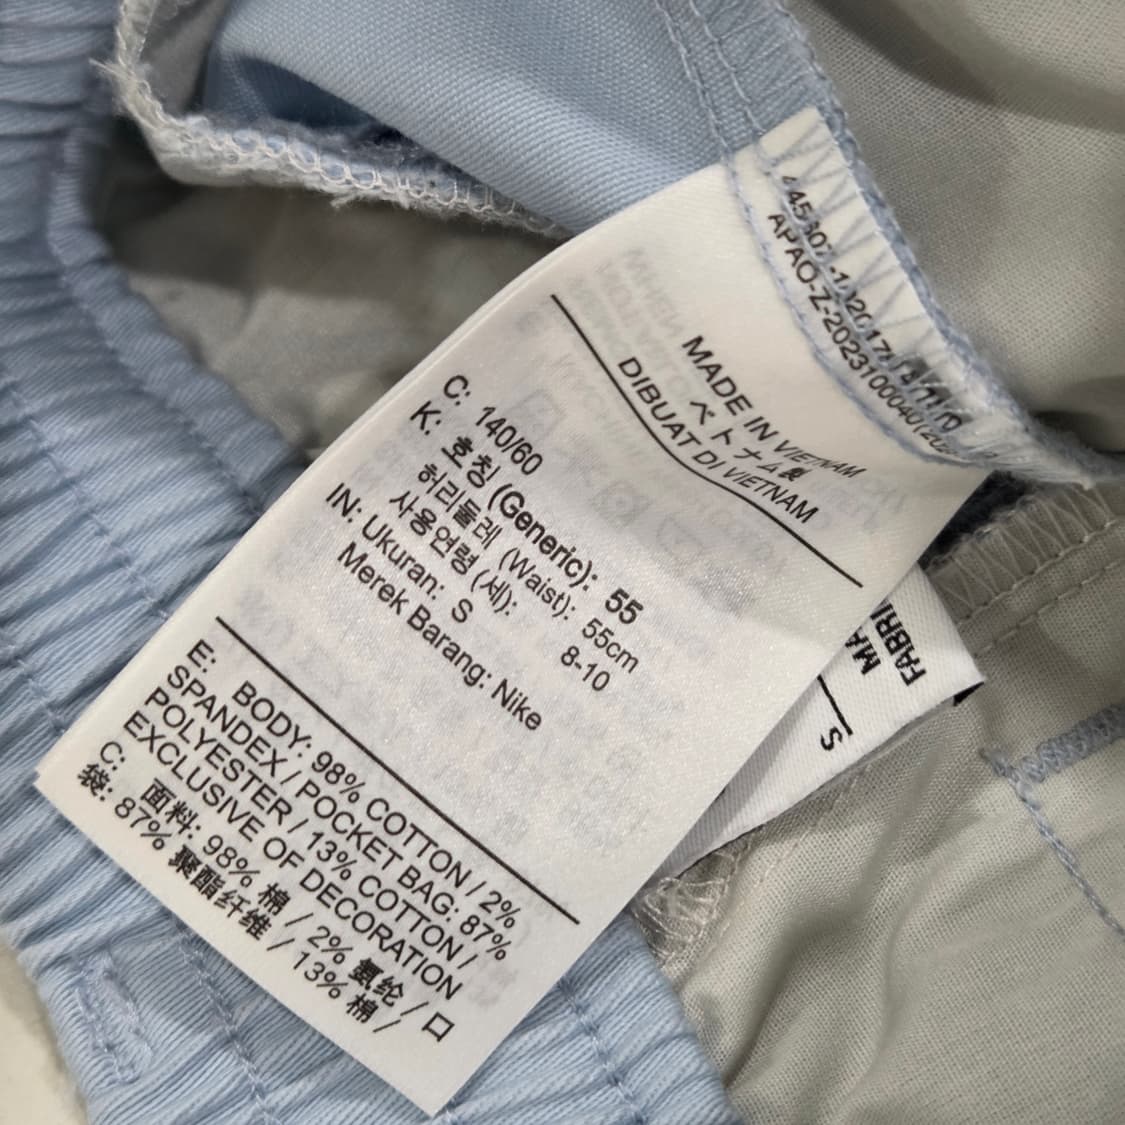 MADE IN VIETNAM
ベトナム製
DIBUAT DI VIETNAM
C: 140/60
K: 호칭 (Generic): 55
허리둘레 (Waist): 55cm
사용연령 (세): 8-10
IN: Ukuran: S
Merek Barang: Nike
E: BODY: 98% COTTON / 2%
SPANDEX / POCKET BAG: 87%
POLYESTER / 13% COTTON /
EXCLUSIVE OF DECORATION
C: 面料: 98% 棉 / 2% 氨纶 / 口
袋: 87% 聚酯纤维 / 13% 棉 /
S